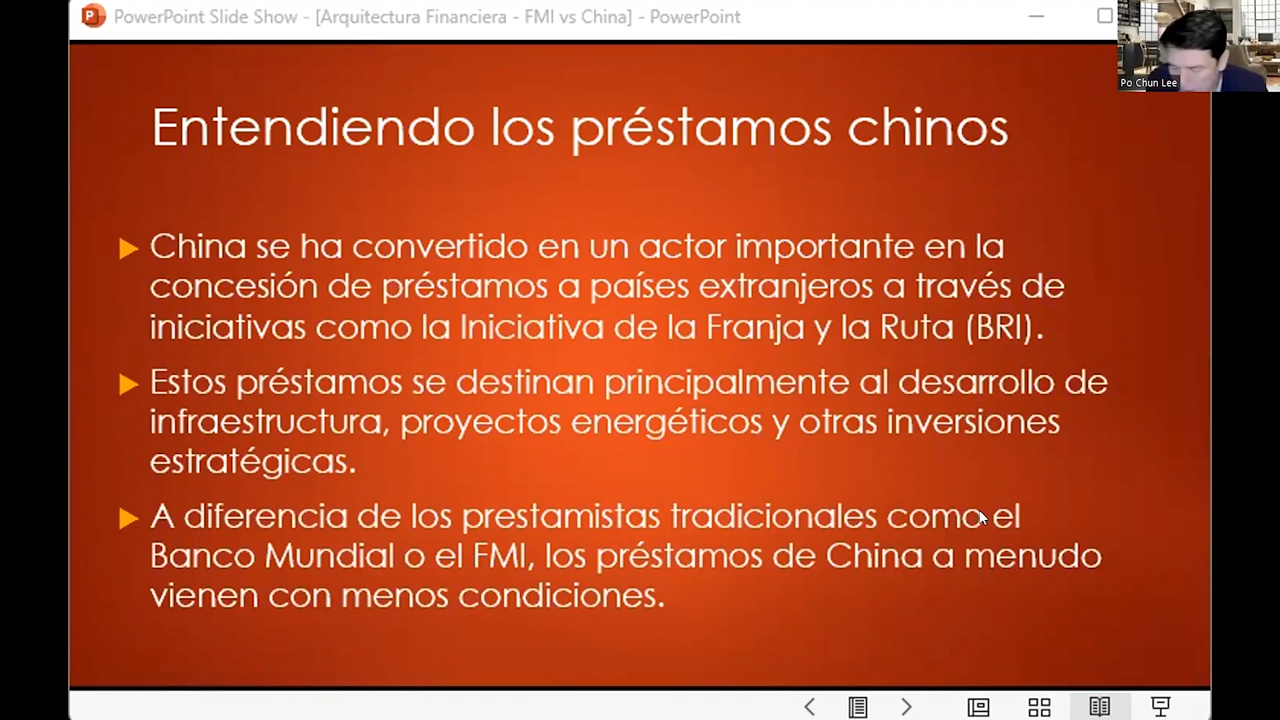 PowerPoint Slide Show - [Arquitectura Financiera - FMI vs China] - PowerPoint
Po Chun Lee
Entendiendo los préstamos chinos
China se ha convertido en un actor importante en la
concesión de préstamos a países extranjeros a través de
iniciativas como la Iniciativa de la Franja y la Ruta (BRI).
Estos préstamos se destinan principalmente al desarrollo de
infraestructura, proyectos energéticos y otras inversiones
estratégicas.
A diferencia de los prestamistas tradicionales como el
Banco Mundial o el FMI, los préstamos de China a menudo
vienen con menos condiciones.